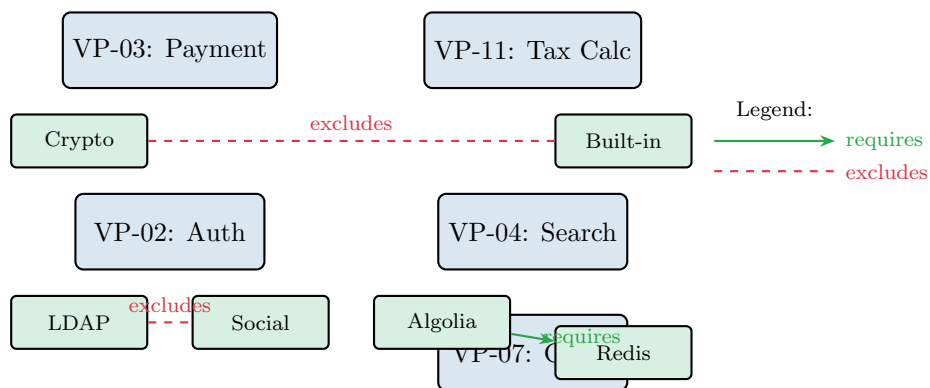 VP-03: Payment
VP-11: Tax Calc
Legend:
Crypto
excludes
Built-in
requires
excludes
VP-02: Auth
VP-04: Search
LDAP
excludes
Social
Algolia
requires
VP-07:
Redis